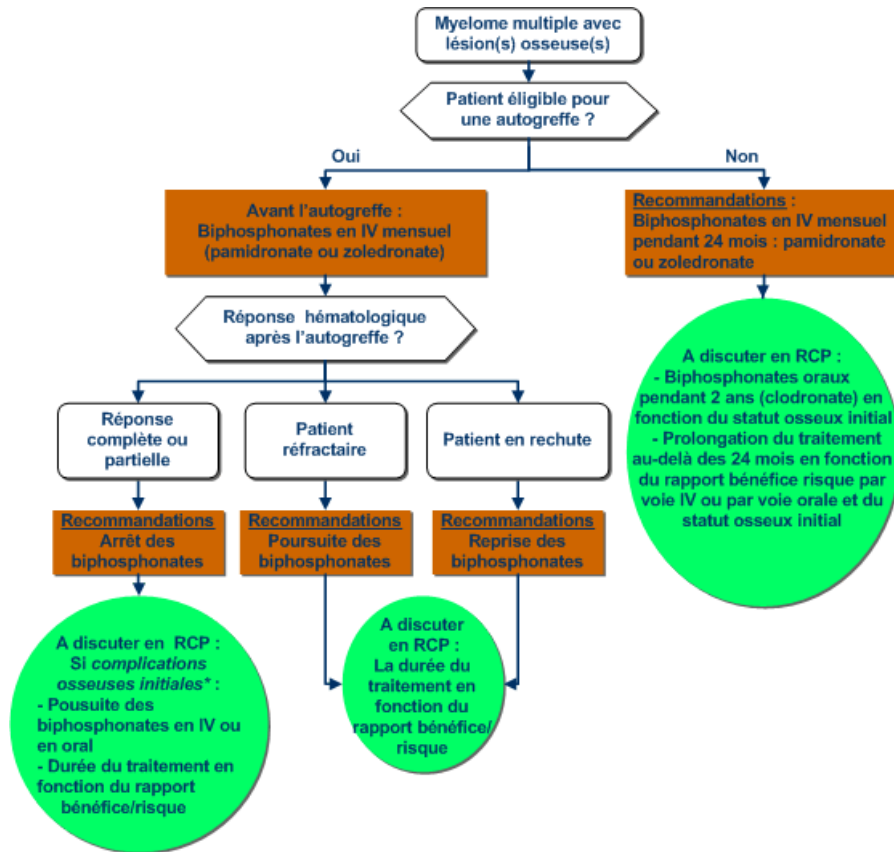 Myelome multiple avec
lésion(s) osseuse(s)
Patient éligible pour
une autogreffe ?
Oui
Non
Avant l'autogreffe :
Biphosphonates en IV mensuel
(pamidronate ou zoledronate)
Recommandations :
Biphosphonates en IV mensuel
pendant 24 mois : pamidronate
ou zoledronate
Réponse hématologique
après l'autogreffe ?
A discuter en RCP :
- Biphosphonates oraux
pendant 2 ans (clodronate) en
fonction du statut osseux initial
- Prolongation du traitement
au-delà des 24 mois en fonction
du rapport bénéfice risque par
voie IV ou par voie orale et du
statut osseux initial
Réponse
complète ou
partielle
Patient
réfractaire
Patient en rechute
Recommandations
Arrêt des
biphosphonates
Recommandations
Poursuite des
biphosphonates
Recommandations
Reprise des
biphosphonates
A discuter en RCP :
Si complications
osseuses initiales* :
- Pousuite des
biphosphonates en IV ou
en oral
- Durée du traitement en
fonction du rapport
bénéfice/risque
A discuter
en RCP :
La durée du
traitement en
fonction du
rapport bénéfice/
risque